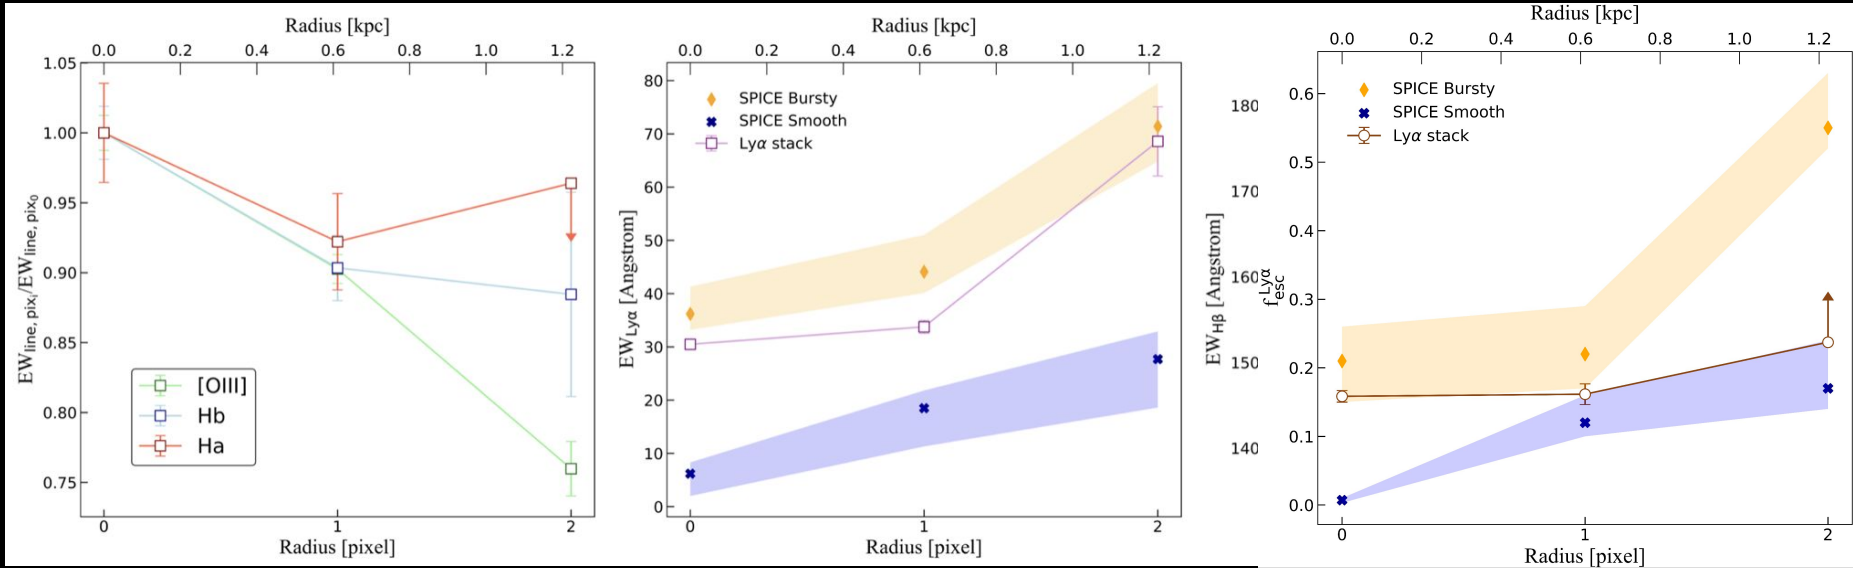 Radius [kpc]
0.0 0.2 0.4 0.6 0.8 1.0 1.2
1.05
1.00
0.95
0.90
0.85
0.80
0.75
EWline, pixi/EWline, pix0
[OIII]
Hb
Ha
0 1 2
Radius [pixel]
Radius [kpc]
0.0 0.2 0.4 0.6 0.8 1.0 1.2
80
70
60
50
40
30
20
10
0
EWLyα [Angstrom]
SPICE Bursty
SPICE Smooth
Lyα stack
0 1 2
Radius [pixel]
180
170
160
150
140
EWHβ [Angstrom]
Radius [kpc]
0.0 0.2 0.4 0.6 0.8 1.0 1.2
0.6
0.5
0.4
0.3
0.2
0.1
0.0
fescLyα
SPICE Bursty
SPICE Smooth
Lyα stack
0 1 2
Radius [pixel]